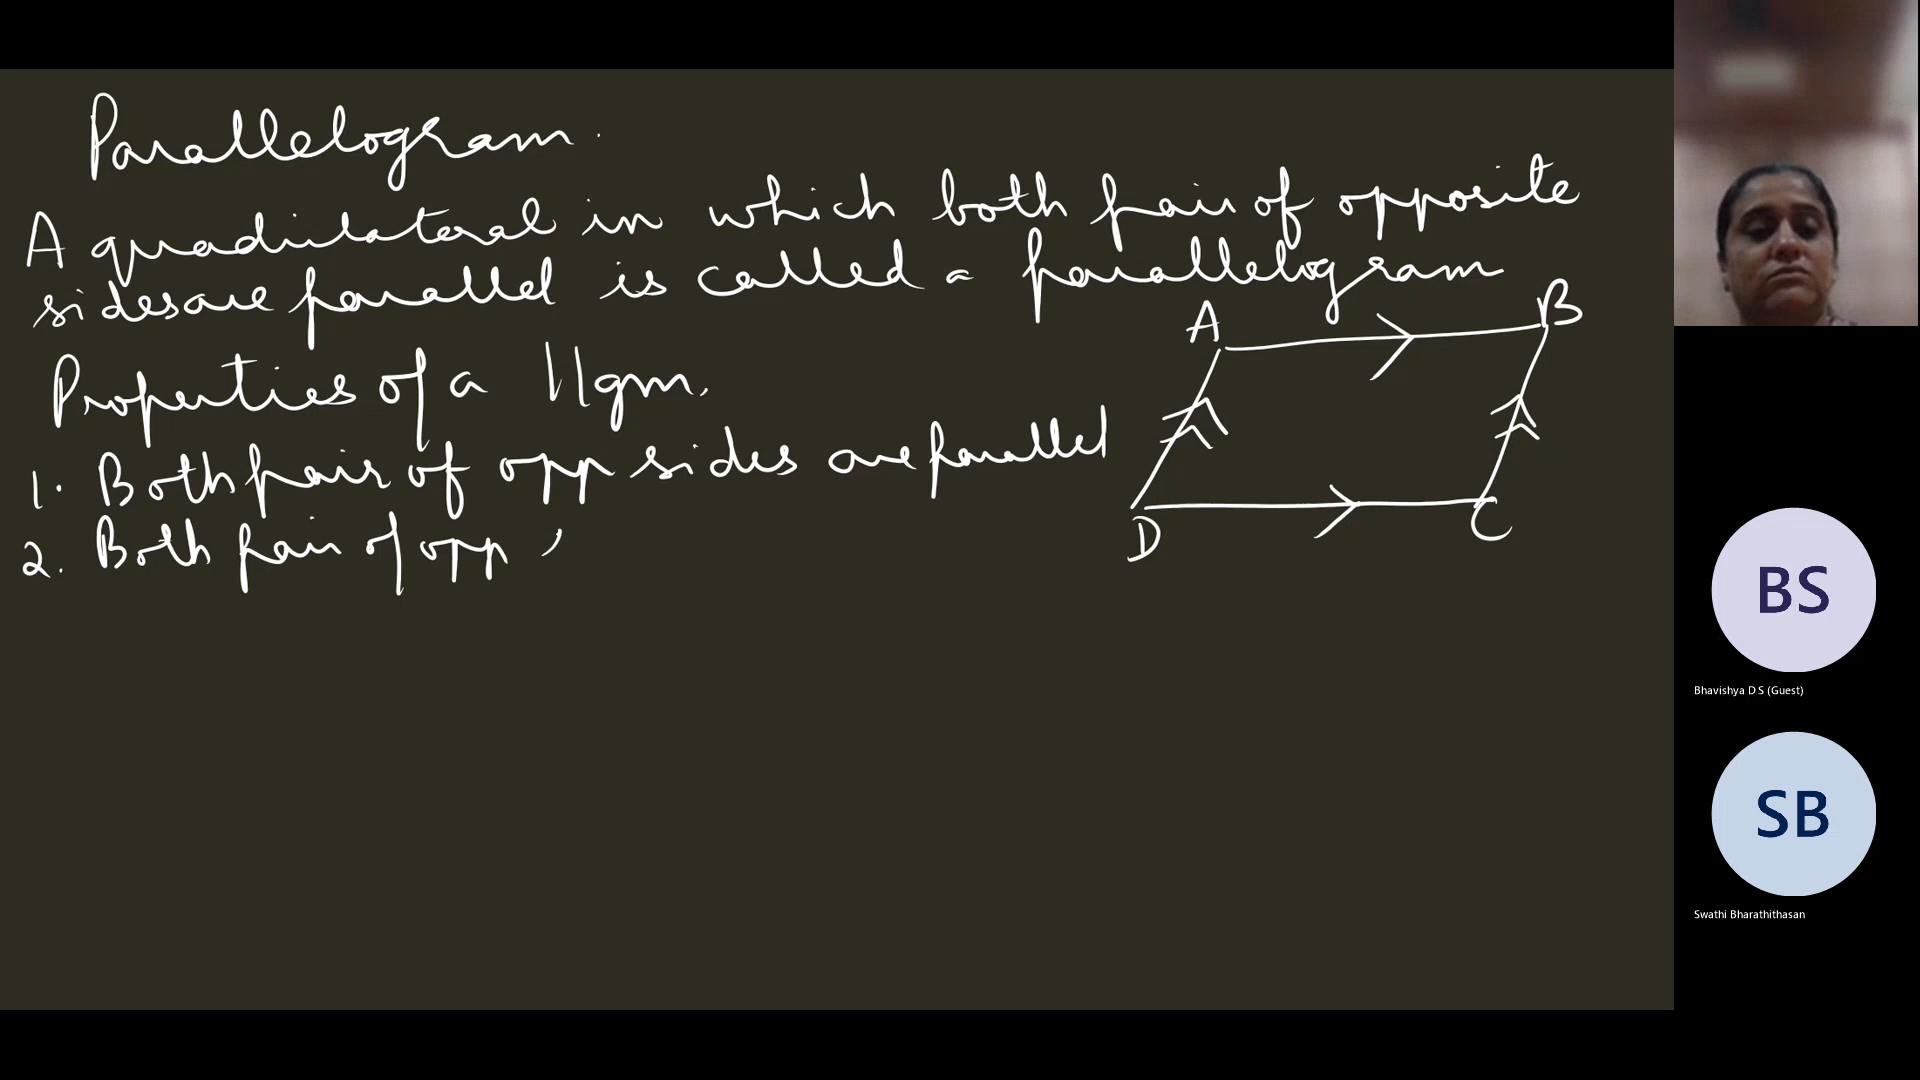 Parallelogram.
A quadrilateral in which both pair of opposite
sides are parallel is called a parallelogram
A
B
Properties of a ||gm.
1. Both pair of opp sides are parallel
2. Both pair of opp
D
C
BS
Bhavishya D S (Guest)
SB
Swathi Bharathithasan